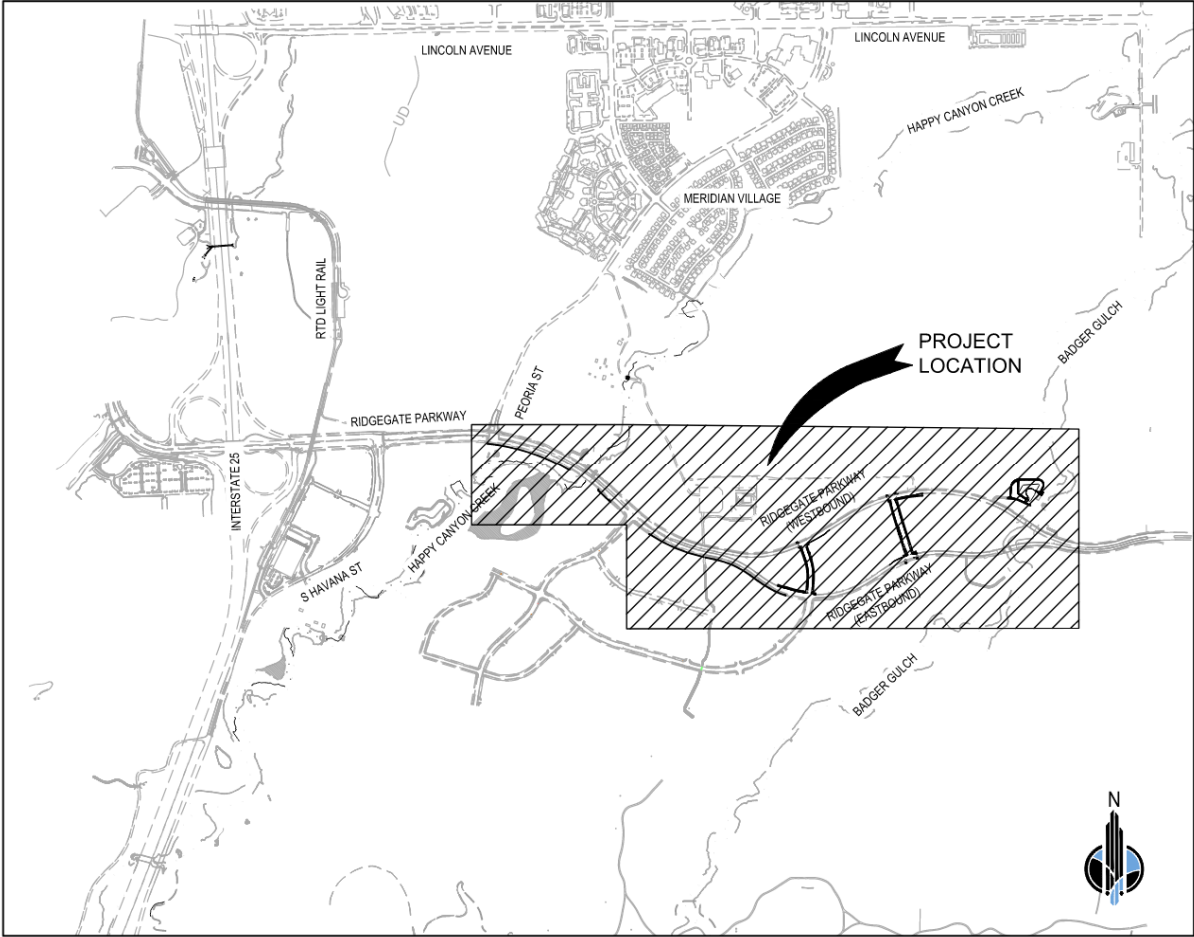 LINCOLN AVENUE
LINCOLN AVENUE
UD
HAPPY CANYON CREEK
MERIDIAN VILLAGE
RTD LIGHT RAIL
BADGER GULCH
PROJECT
LOCATION
PEORIA ST
RIDGEGATE PARKWAY
INTERSTATE 25
HAPPY CANYON CREEK
RIDGEGATE PARKWAY
(WESTBOUND)
S HAVANA ST
RIDGEGATE PARKWAY
(EASTBOUND)
BADGER GULCH
N